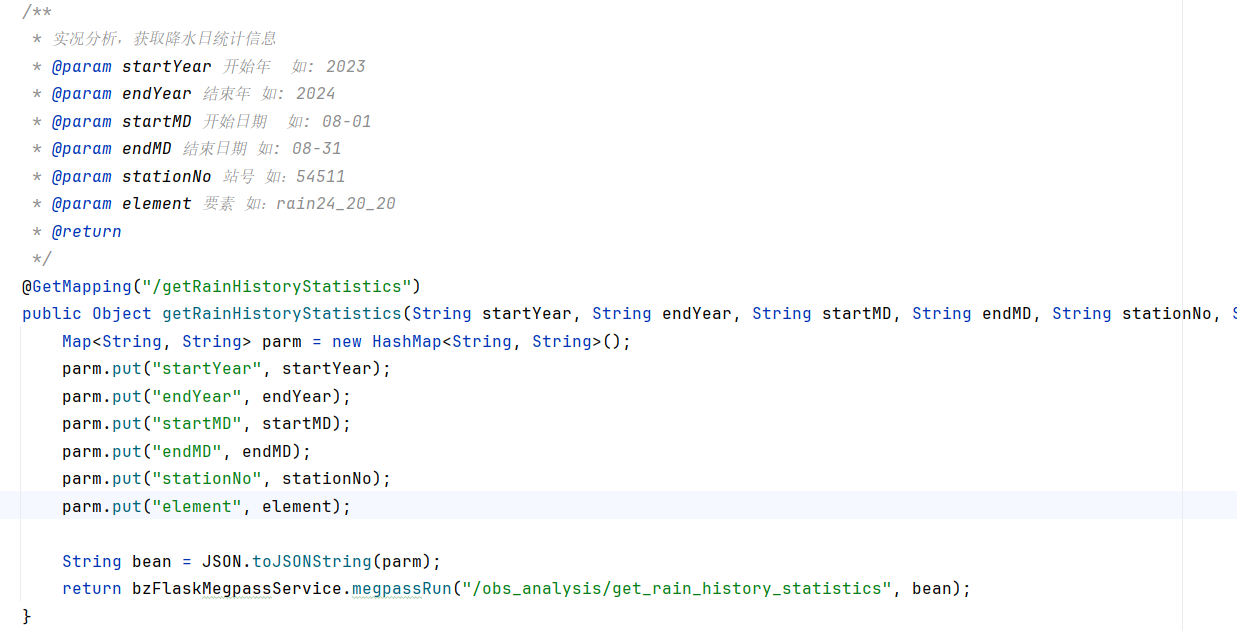 /**
 * 实况分析，获取降水日统计信息
 * @param startYear 开始年  如: 2023
 * @param endYear 结束年 如: 2024
 * @param startMD 开始日期  如: 08-01
 * @param endMD 结束日期 如: 08-31
 * @param stationNo 站号 如：54511
 * @param element 要素 如：rain24_20_20
 * @return
 */
@GetMapping("/getRainHistoryStatistics")
public Object getRainHistoryStatistics(String startYear, String endYear, String startMD, String endMD, String stationNo,
    Map<String, String> parm = new HashMap<String, String>();
    parm.put("startYear", startYear);
    parm.put("endYear", endYear);
    parm.put("startMD", startMD);
    parm.put("endMD", endMD);
    parm.put("stationNo", stationNo);
    parm.put("element", element);
    String bean = JSON.toJSONString(parm);
    return bzFlaskMegpassService.megpassRun("/obs_analysis/get_rain_history_statistics", bean);
}